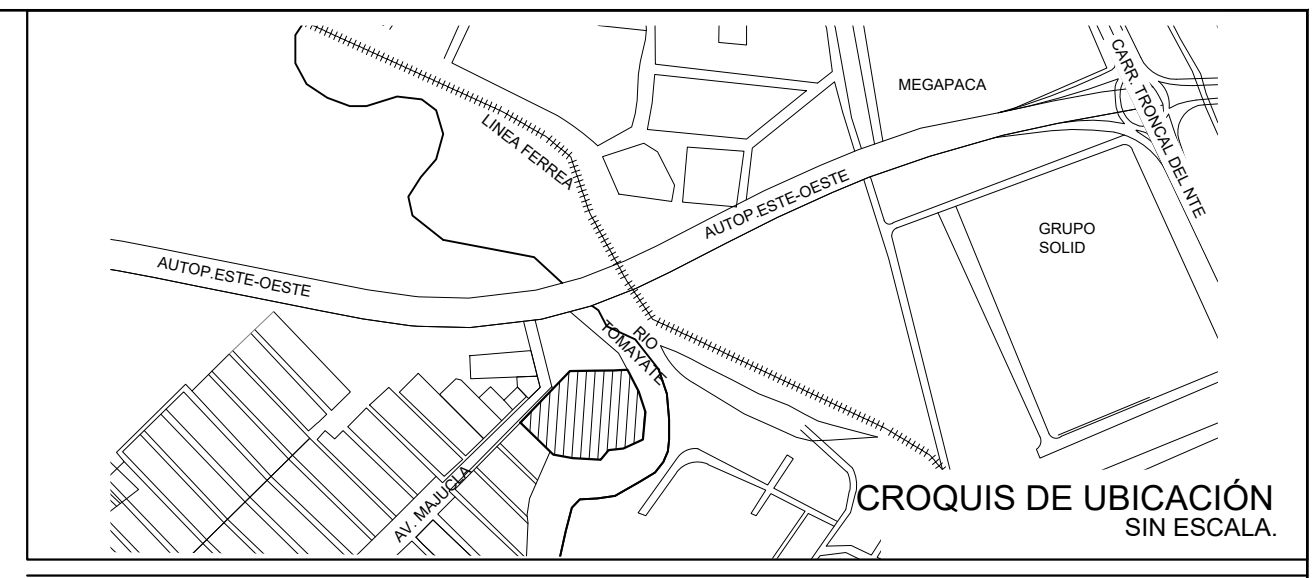 MEGAPACA
CARR. TRONCAL DEL NTE
LINEA FERREA
AUTOP.ESTE-OESTE
GRUPO
SOLID
AUTOP.ESTE-OESTE
RIO
TOMAYATE
AV. MAJUCLA
CROQUIS DE UBICACIÓN
SIN ESCALA.